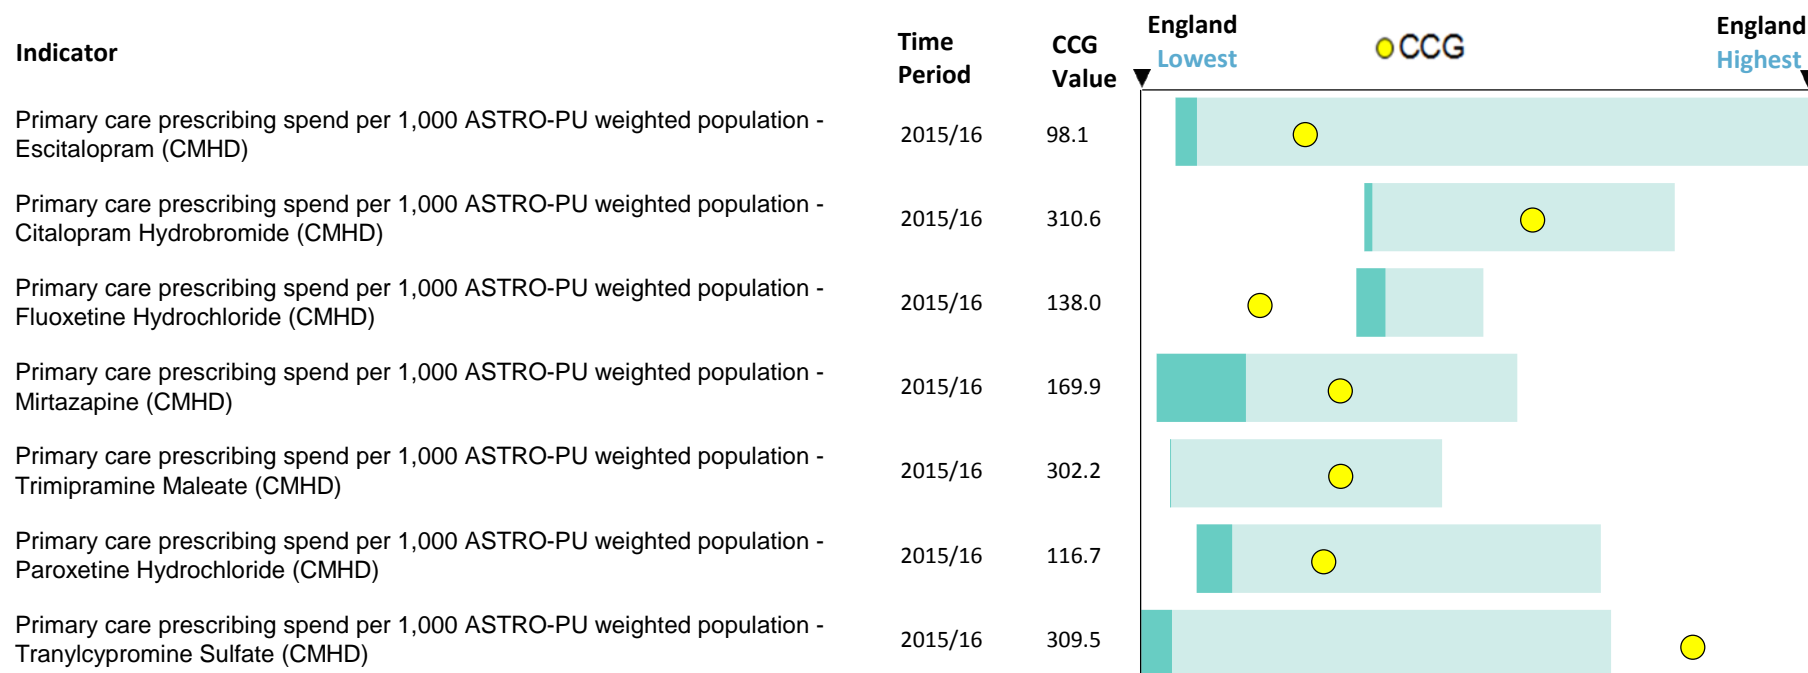 Indicator
Time Period
CCG Value
England Lowest
CCG
England Highest
Primary care prescribing spend per 1,000 ASTRO-PU weighted population -
Escitalopram (CMHD)
2015/16
98.1
Primary care prescribing spend per 1,000 ASTRO-PU weighted population -
Citalopram Hydrobromide (CMHD)
2015/16
310.6
Primary care prescribing spend per 1,000 ASTRO-PU weighted population -
Fluoxetine Hydrochloride (CMHD)
2015/16
138.0
Primary care prescribing spend per 1,000 ASTRO-PU weighted population -
Mirtazapine (CMHD)
2015/16
169.9
Primary care prescribing spend per 1,000 ASTRO-PU weighted population -
Trimipramine Maleate (CMHD)
2015/16
302.2
Primary care prescribing spend per 1,000 ASTRO-PU weighted population -
Paroxetine Hydrochloride (CMHD)
2015/16
116.7
Primary care prescribing spend per 1,000 ASTRO-PU weighted population -
Tranylcypromine Sulfate (CMHD)
2015/16
309.5